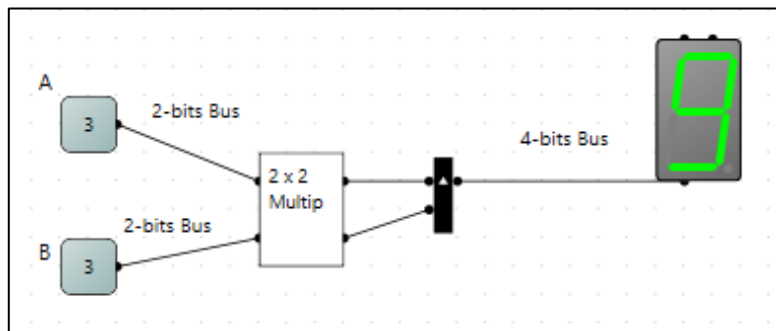 A
2-bits Bus
3
4-bits Bus
9
2 x 2
Multip
2-bits Bus
B
3